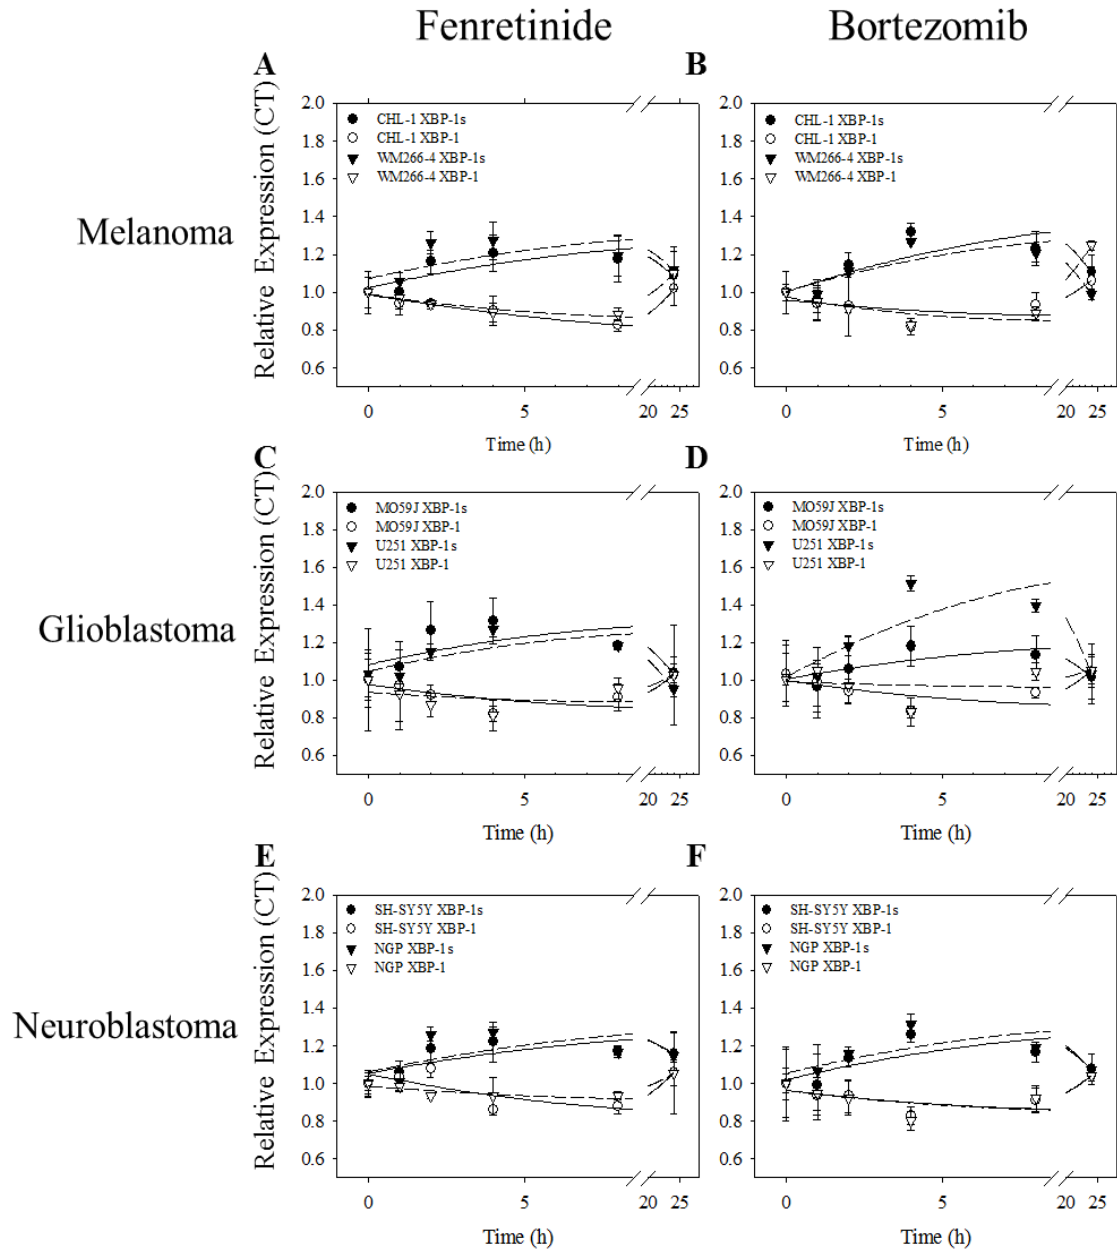 Fenretinide
Bortezomib
A
B
Melanoma
Relative Expression (CT)
2.0
1.8
1.6
1.4
1.2
1.0
0.8
0.6
CHL-1 XBP-1s
CHL-1 XBP-1
WM266-4 XBP-1s
WM266-4 XBP-1
0
5
20
25
Time (h)
2.0
1.8
1.6
1.4
1.2
1.0
0.8
0.6
CHL-1 XBP-1s
CHL-1 XBP-1
WM266-4 XBP-1s
WM266-4 XBP-1
0
5
20
25
Time (h)
C
D
Glioblastoma
Relative Expression (CT)
2.0
1.8
1.6
1.4
1.2
1.0
0.8
0.6
MO59J XBP-1s
MO59J XBP-1
U251 XBP-1s
U251 XBP-1
0
5
20
25
Time (h)
2.0
1.8
1.6
1.4
1.2
1.0
0.8
0.6
MO59J XBP-1s
MO59J XBP-1
U251 XBP-1s
U251 XBP-1
0
5
20
25
Time (h)
E
F
Neuroblastoma
Relative Expression (CT)
2.0
1.8
1.6
1.4
1.2
1.0
0.8
0.6
SH-SY5Y XBP-1s
SH-SY5Y XBP-1
NGP XBP-1s
NGP XBP-1
0
5
20
25
Time (h)
2.0
1.8
1.6
1.4
1.2
1.0
0.8
0.6
SH-SY5Y XBP-1s
SH-SY5Y XBP-1
NGP XBP-1s
NGP XBP-1
0
5
20
25
Time (h)